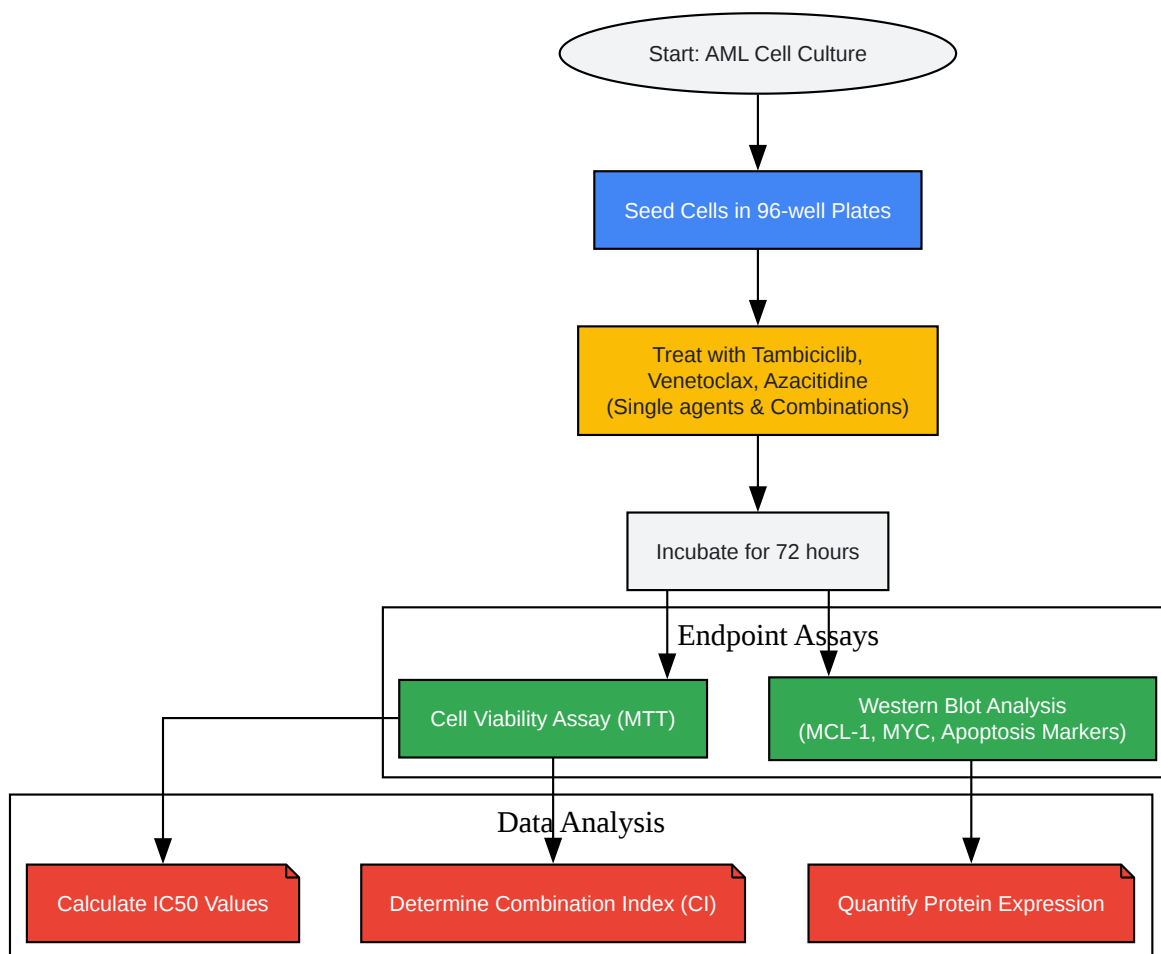 Start: AML Cell Culture
Seed Cells in 96-well Plates
Treat with Tambiciclib,
Venetoclax, Azacitidine
(Single agents & Combinations)
Incubate for 72 hours
Endpoint Assays
Cell Viability Assay (MTT)
Western Blot Analysis
(MCL-1, MYC, Apoptosis Markers)
Data Analysis
Calculate IC50 Values
Determine Combination Index (CI)
Quantify Protein Expression